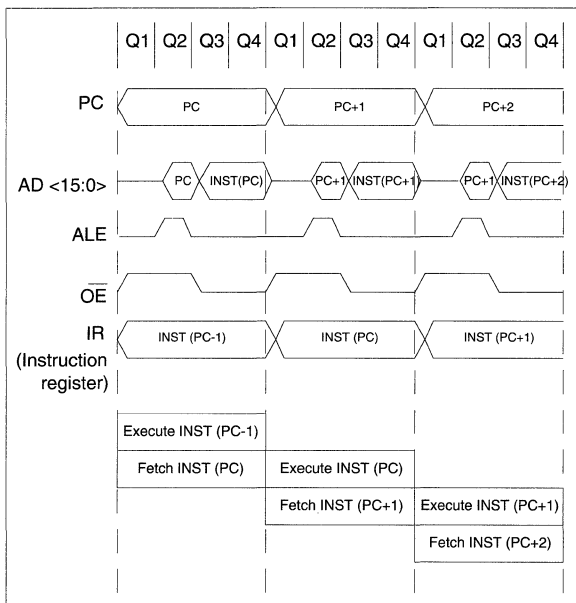 Q1 Q2 Q3 Q4 Q1 Q2 Q3 Q4 Q1 Q2 Q3 Q4
PC PC PC+1 PC+2
AD <15:0> PC INST(PC) PC+1 INST(PC+1) PC+1 INST(PC+2)
ALE
OE
IR INST (PC-1) INST (PC) INST (PC+1)
(Instruction
register)
Execute INST (PC-1)
Fetch INST (PC) Execute INST (PC)
Fetch INST (PC+1) Execute INST (PC+1)
Fetch INST (PC+2)